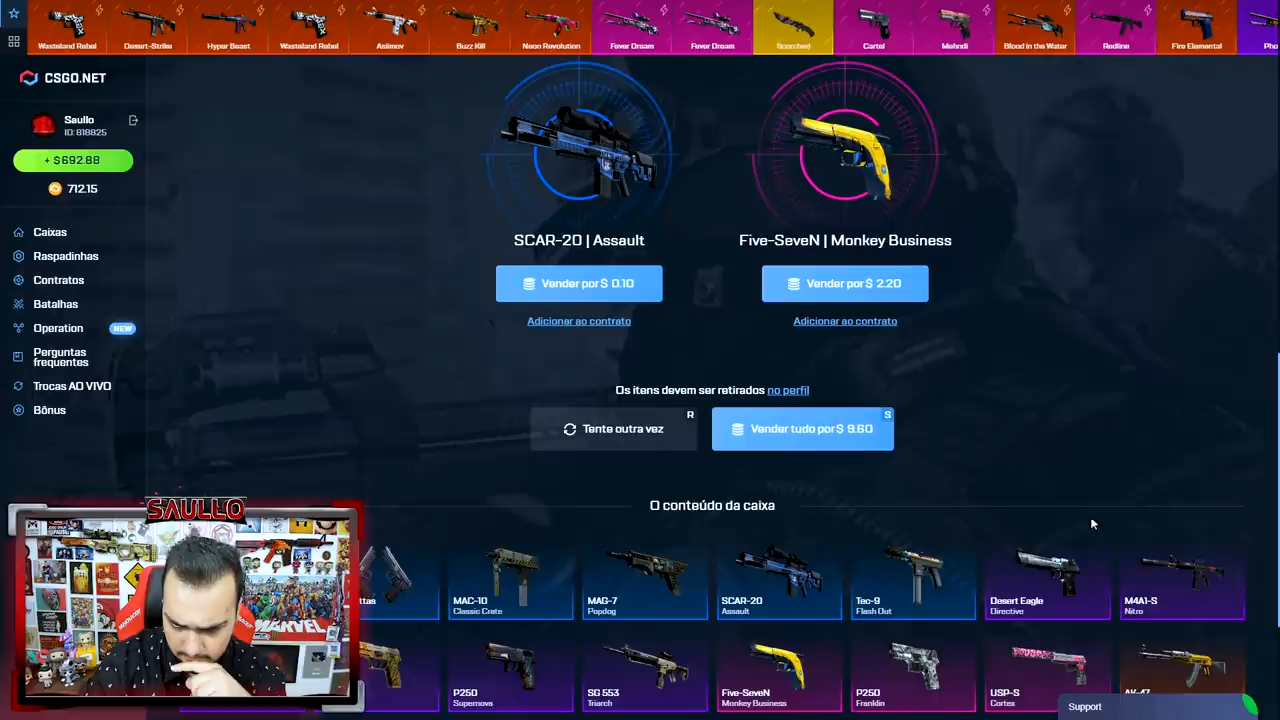 Wasteland Rebel
Desert-Strike
Hyper Beast
Wasteland Rebel
Asiimov
Buzz Kill
Neon Revolution
Fever Dream
Fever Dream
Scorched
Cartel
Mehndi
Blood in the Water
Redline
Fire Elemental
Pho
CSGO.NET
Saullo
ID: 818825
+ $692.88
712.15
Caixas
Raspadinhas
Contratos
Batalhas
Operation NEW
Perguntas
frequentes
Trocas AO VIVO
Bônus
SCAR-20 | Assault
Five-SeveN | Monkey Business
Vender por $ 0.10
Vender por $ 2.20
Adicionar ao contrato
Adicionar ao contrato
Os itens devem ser retirados no perfil
Tente outra vez R
Vender tudo por $ 9.60 S
O conteúdo da caixa
ttas
MAC-10
Classic Crate
MAG-7
Popdog
SCAR-20
Assault
Tec-9
Flash Out
Desert Eagle
Directive
M4A1-S
Nitro
P250
Supernova
SG 553
Triarch
Five-SeveN
Monkey Business
P250
Franklin
USP-S
Cortex
AK-47
Support
SAULLO
MARVEL